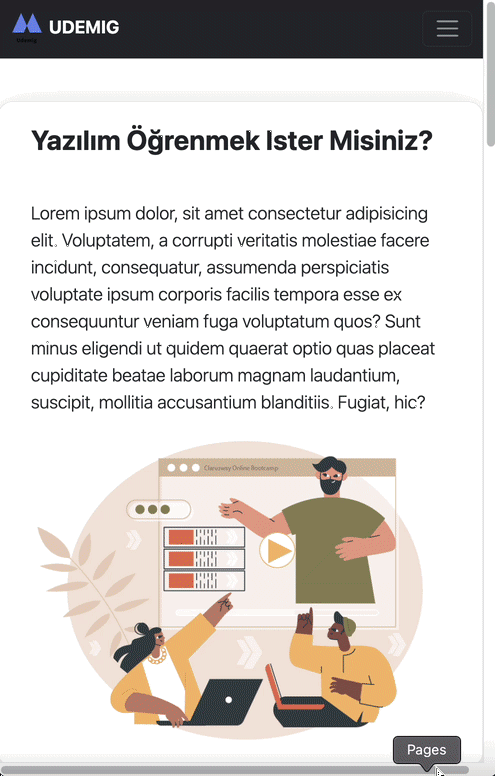 UDEMIG
Yazılım Öğrenmek Ister Misiniz?
Lorem ipsum dolor, sit amet consectetur adipisicing
elit. Voluptatem, a corrupti veritatis molestiae facere
incidunt, consequatur, assumenda perspiciatis
voluptate ipsum corporis facilis tempora esse ex
consequuntur veniam fuga voluptatum quos? Sunt
minus eligendi ut quidem quaerat optio quas placeat
cupiditate beatae laborum magnam laudantium,
suscipit, mollitia accusantium blanditiis. Fugiat, hic?
Clarusway Online Bootcamp
Pages